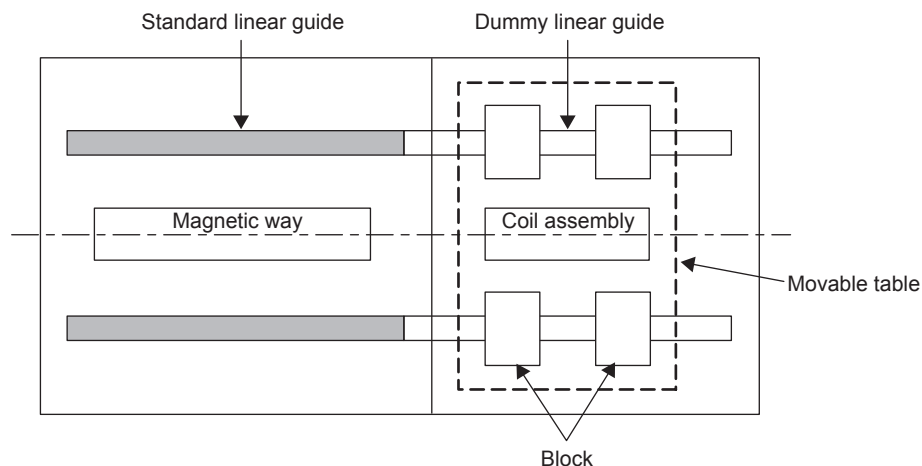 Standard linear guide
Dummy linear guide
Magnetic way
Coil assembly
Movable table
Block